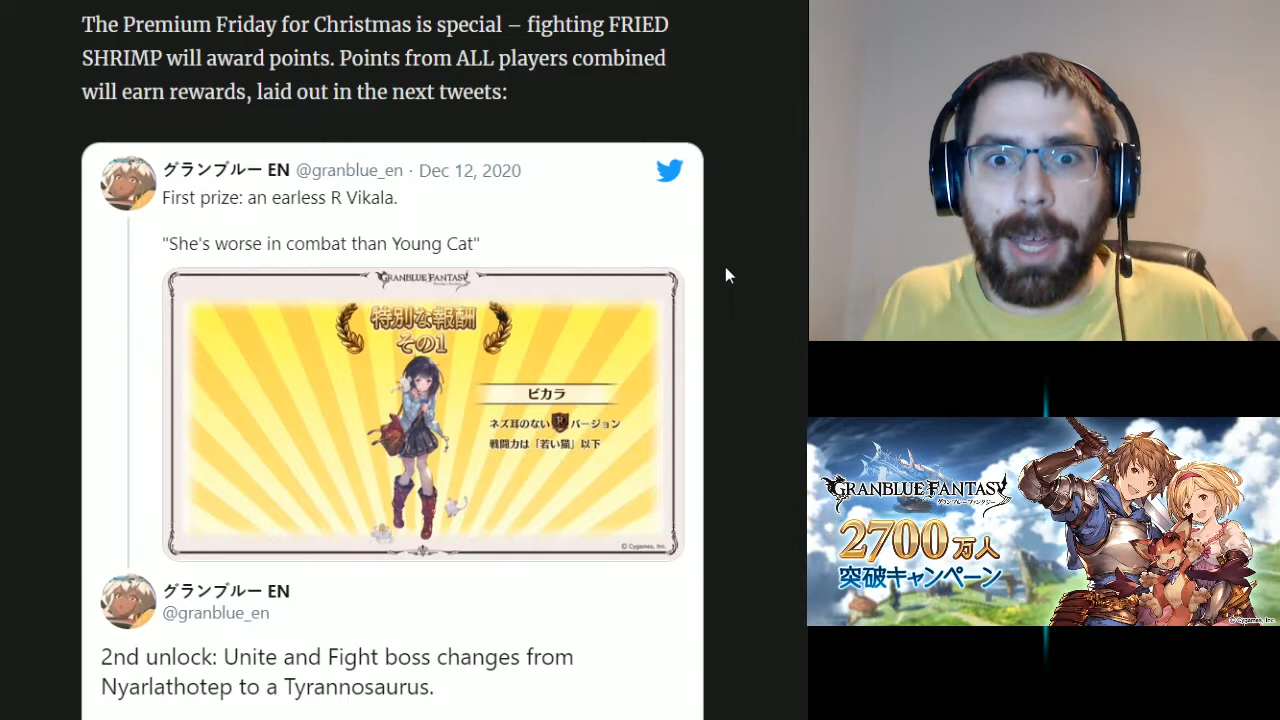 The Premium Friday for Christmas is special – fighting FRIED
SHRIMP will award points. Points from ALL players combined
will earn rewards, laid out in the next tweets:
グランブルー EN @granblue_en · Dec 12, 2020
First prize: an earless R Vikala.
"She's worse in combat than Young Cat"
GRANBLUE FANTASY
特別な報酬
その1
ビカラ
ネズ耳のない R バージョン
戦闘力は「若い猫」以下
© Cygames, Inc.
グランブルー EN
@granblue_en
2nd unlock: Unite and Fight boss changes from
Nyarlathotep to a Tyrannosaurus.
GRANBLUE FANTASY
グランブルーファンタジー
2700万人
突破キャンペーン
© Cygames, Inc.